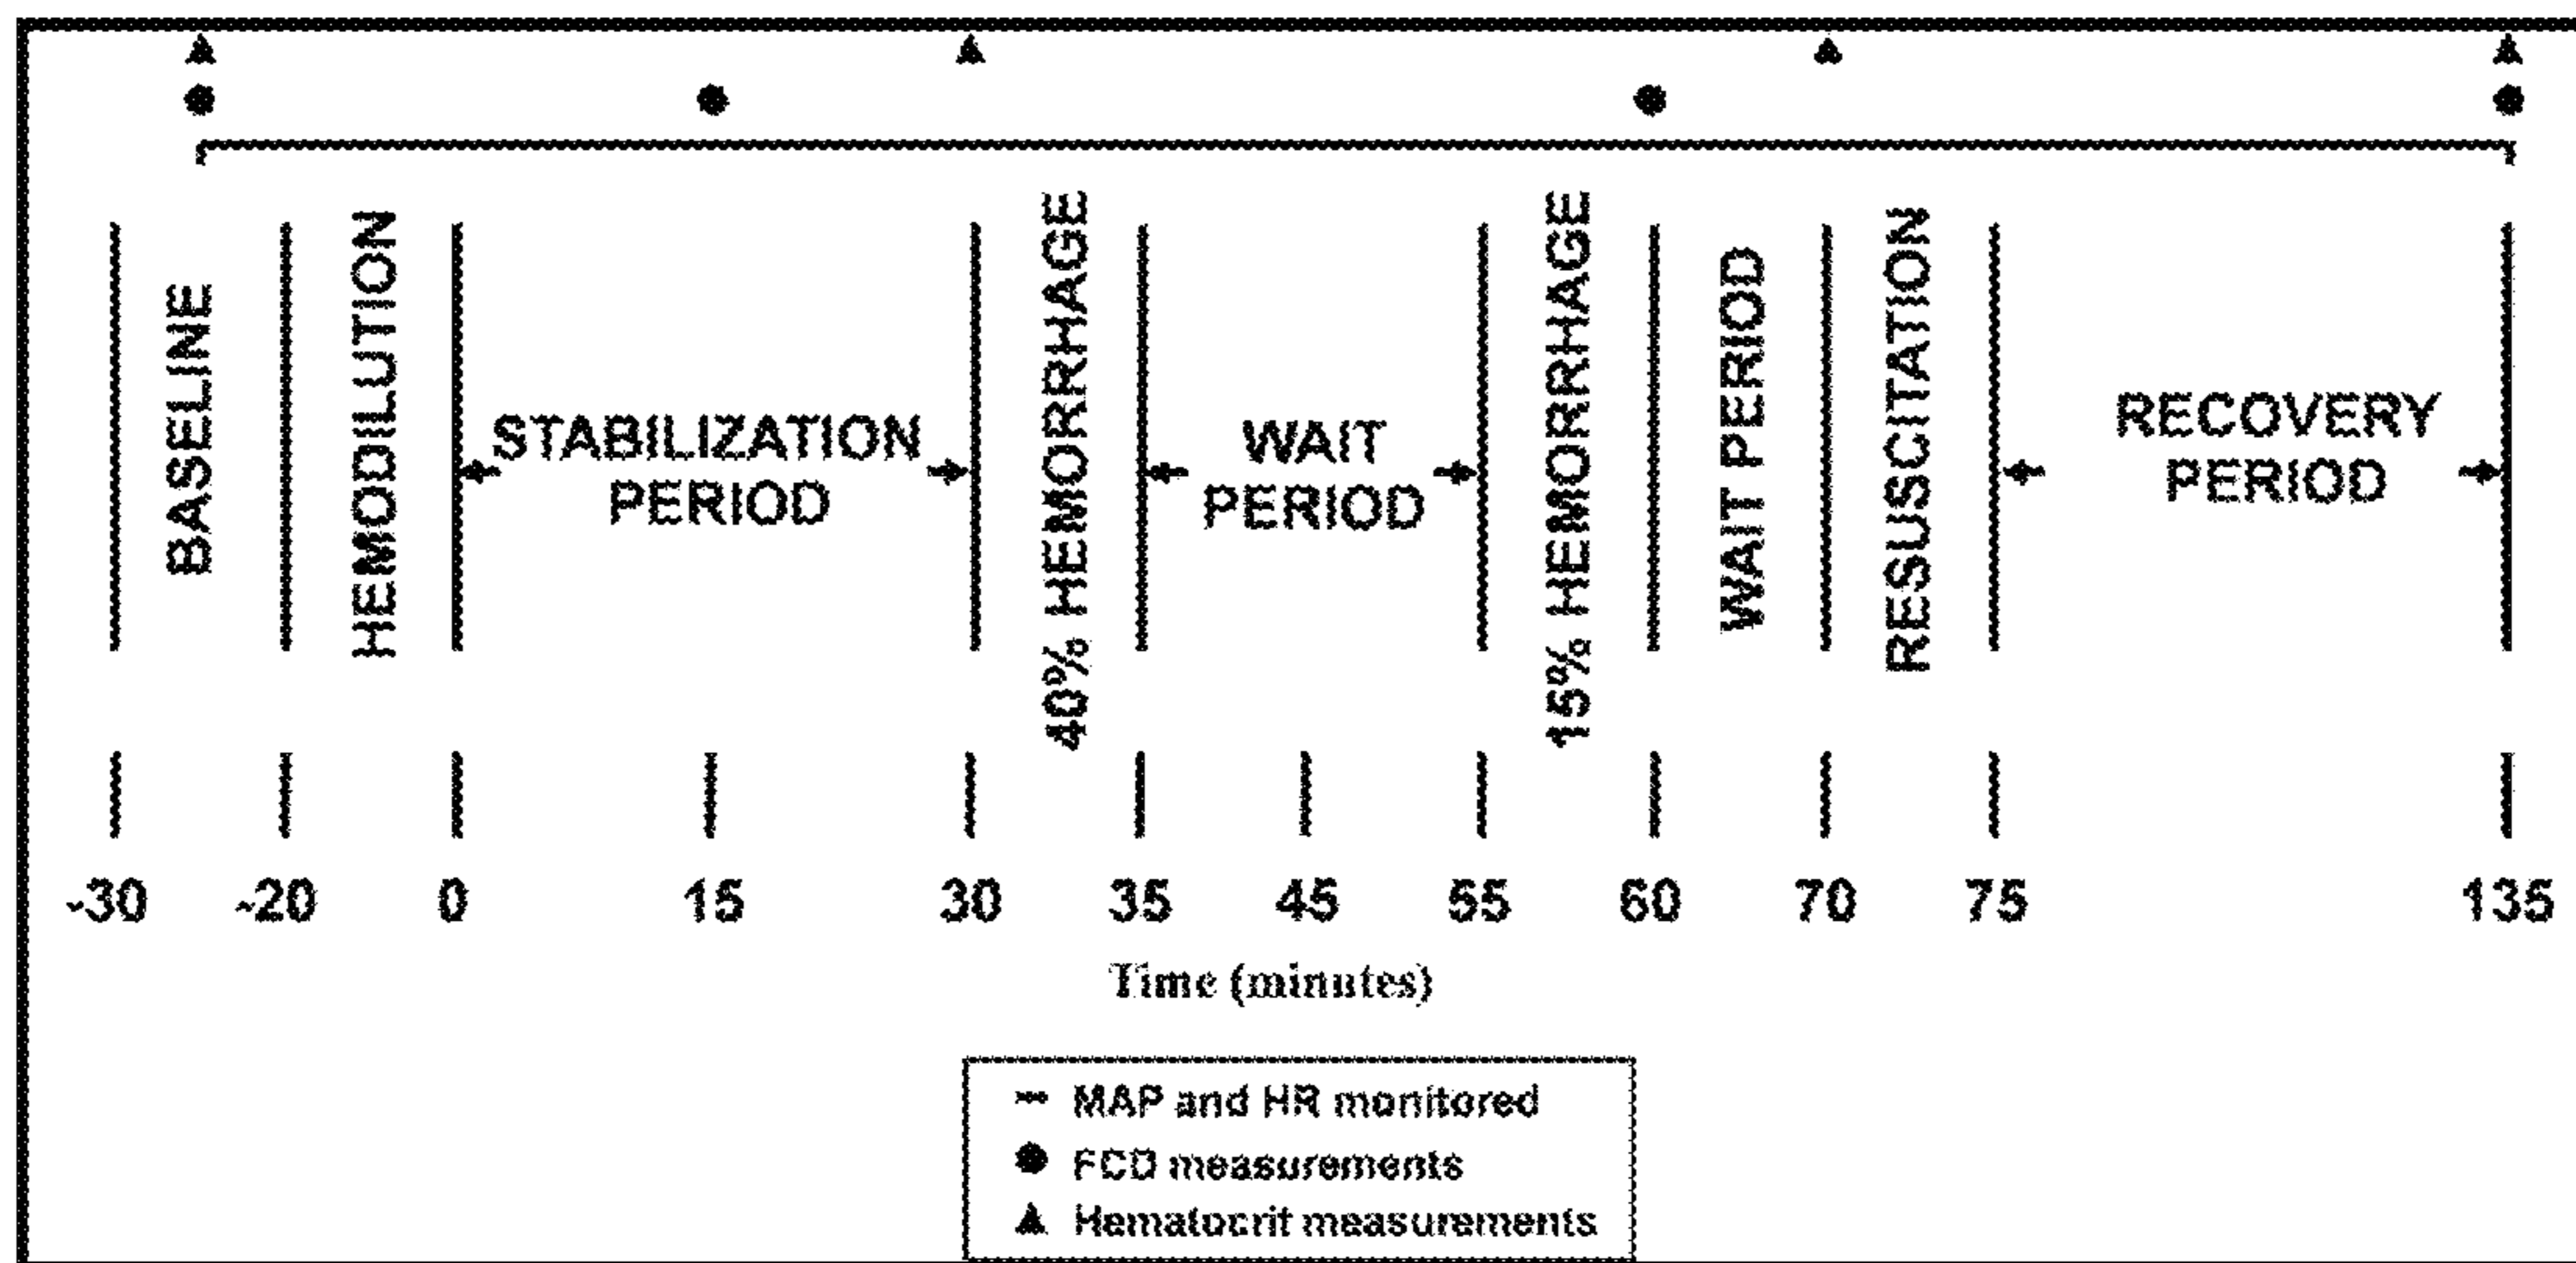 BASELINE
HEMODILUTION
STABILIZATION
PERIOD
40% HEMORRHAGE
WAIT
PERIOD
15% HEMORRHAGE
WAIT PERIOD
RESUSCITATION
RECOVERY
PERIOD
-30 -20 0 15 30 35 45 55 60 70 75 135
Time (minutes)
MAP and HR monitored
FCD measurements
Hematocrit measurements